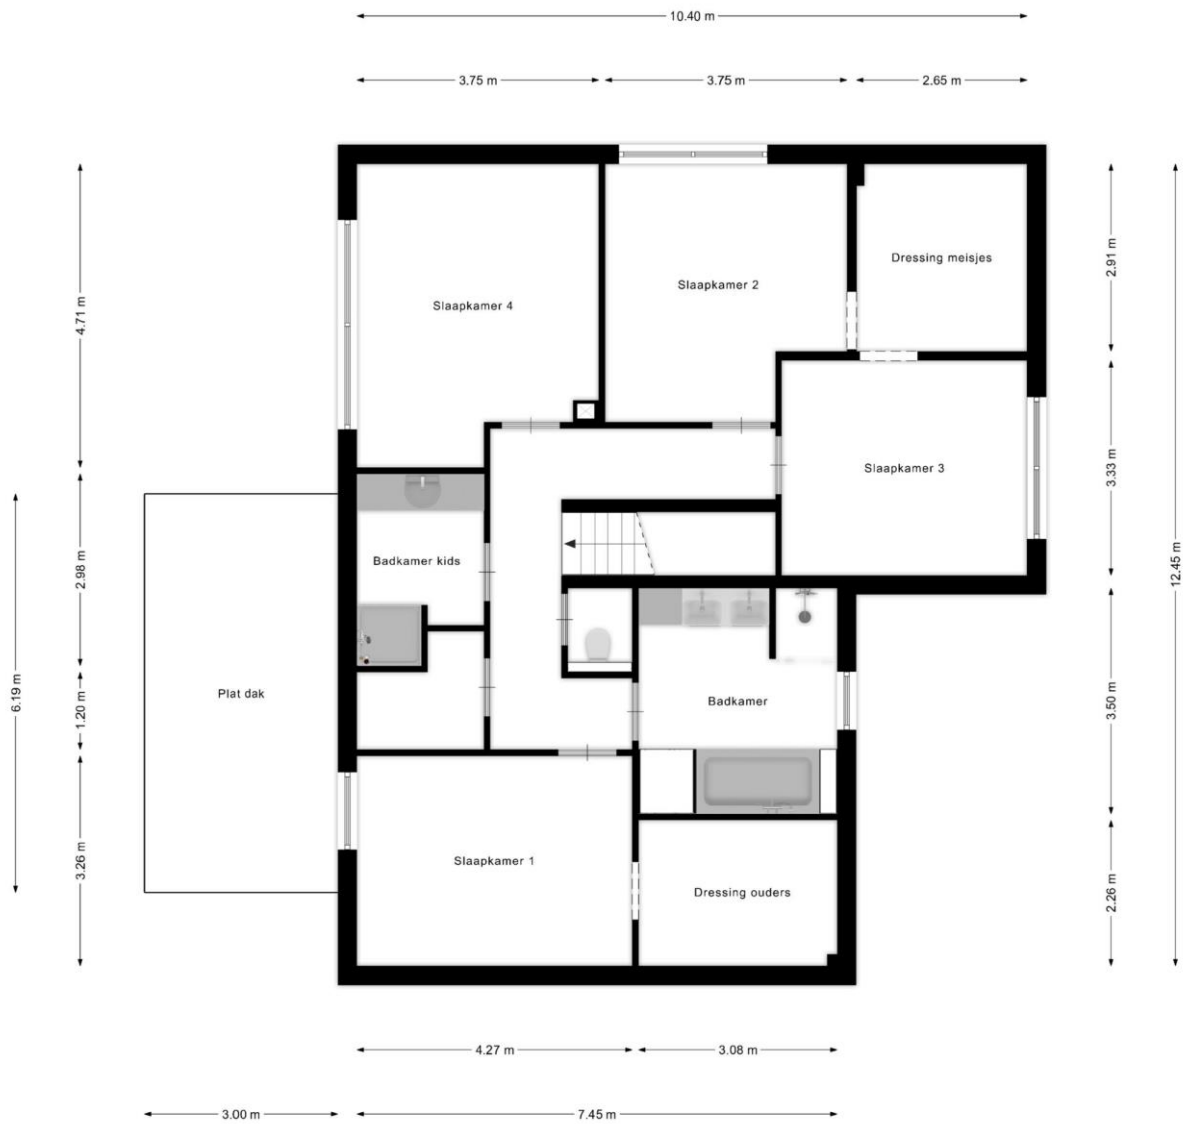 10.40 m
3.75 m
3.75 m
2.65 m
Dressing meisjes
2.91 m
Slaapkamer 2
Slaapkamer 4
4.71 m
Slaapkamer 3
3.33 m
Badkamer kids
2.98 m
12.45 m
Plat dak
6.19 m
1.20 m
Badkamer
3.50 m
Slaapkamer 1
3.26 m
Dressing ouders
2.26 m
4.27 m
3.08 m
3.00 m
7.45 m